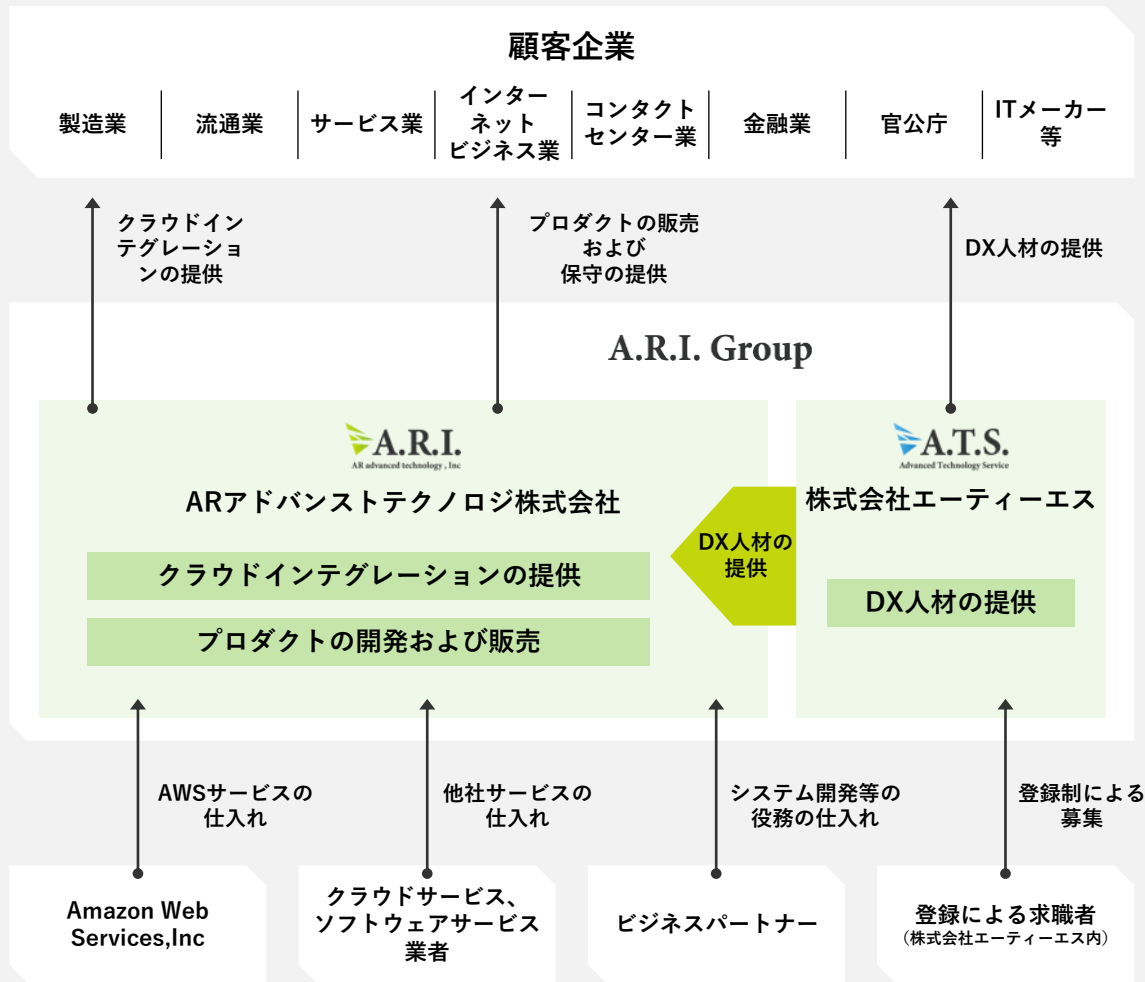 顧客企業
製造業
流通業
サービス業
インター
ネット
ビジネス業
コンタクト
センター業
金融業
官公庁
ITメーカー
等
クラウドイン
テグレーショ
ンの提供
プロダクトの販売
および
保守の提供
DX人材の提供
A.R.I. Group
A.R.I.
AR advanced technology , Inc
ARアドバンストテクノロジ株式会社
クラウドインテグレーションの提供
プロダクトの開発および販売
DX人材の
提供
A.T.S.
Advanced Technology Service
株式会社エーティーエス
DX人材の提供
AWSサービスの
仕入れ
他社サービスの
仕入れ
システム開発等の
役務の仕入れ
登録制による
募集
Amazon Web
Services,Inc
クラウドサービス、
ソフトウェアサービス
業者
ビジネスパートナー
登録による求職者
（株式会社エーティーエス内）